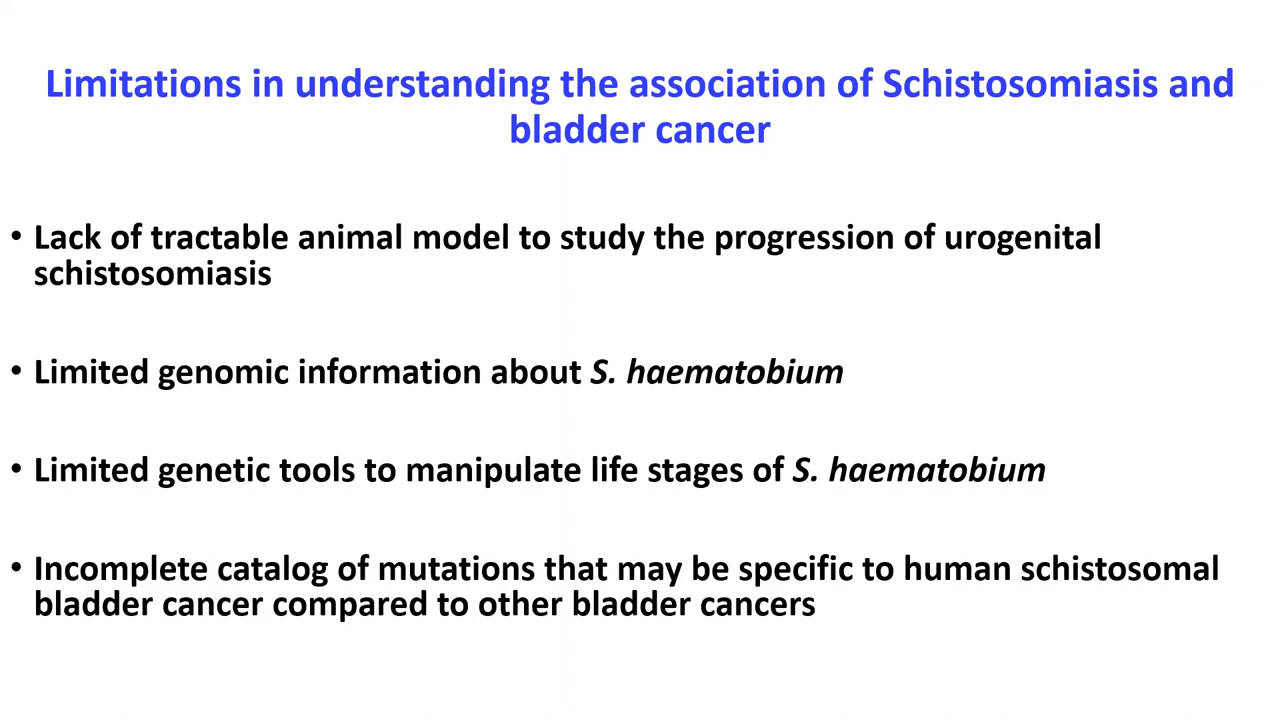 Limitations in understanding the association of Schistosomiasis and
bladder cancer
• Lack of tractable animal model to study the progression of urogenital
schistosomiasis
• Limited genomic information about S. haematobium
• Limited genetic tools to manipulate life stages of S. haematobium
• Incomplete catalog of mutations that may be specific to human schistosomal
bladder cancer compared to other bladder cancers